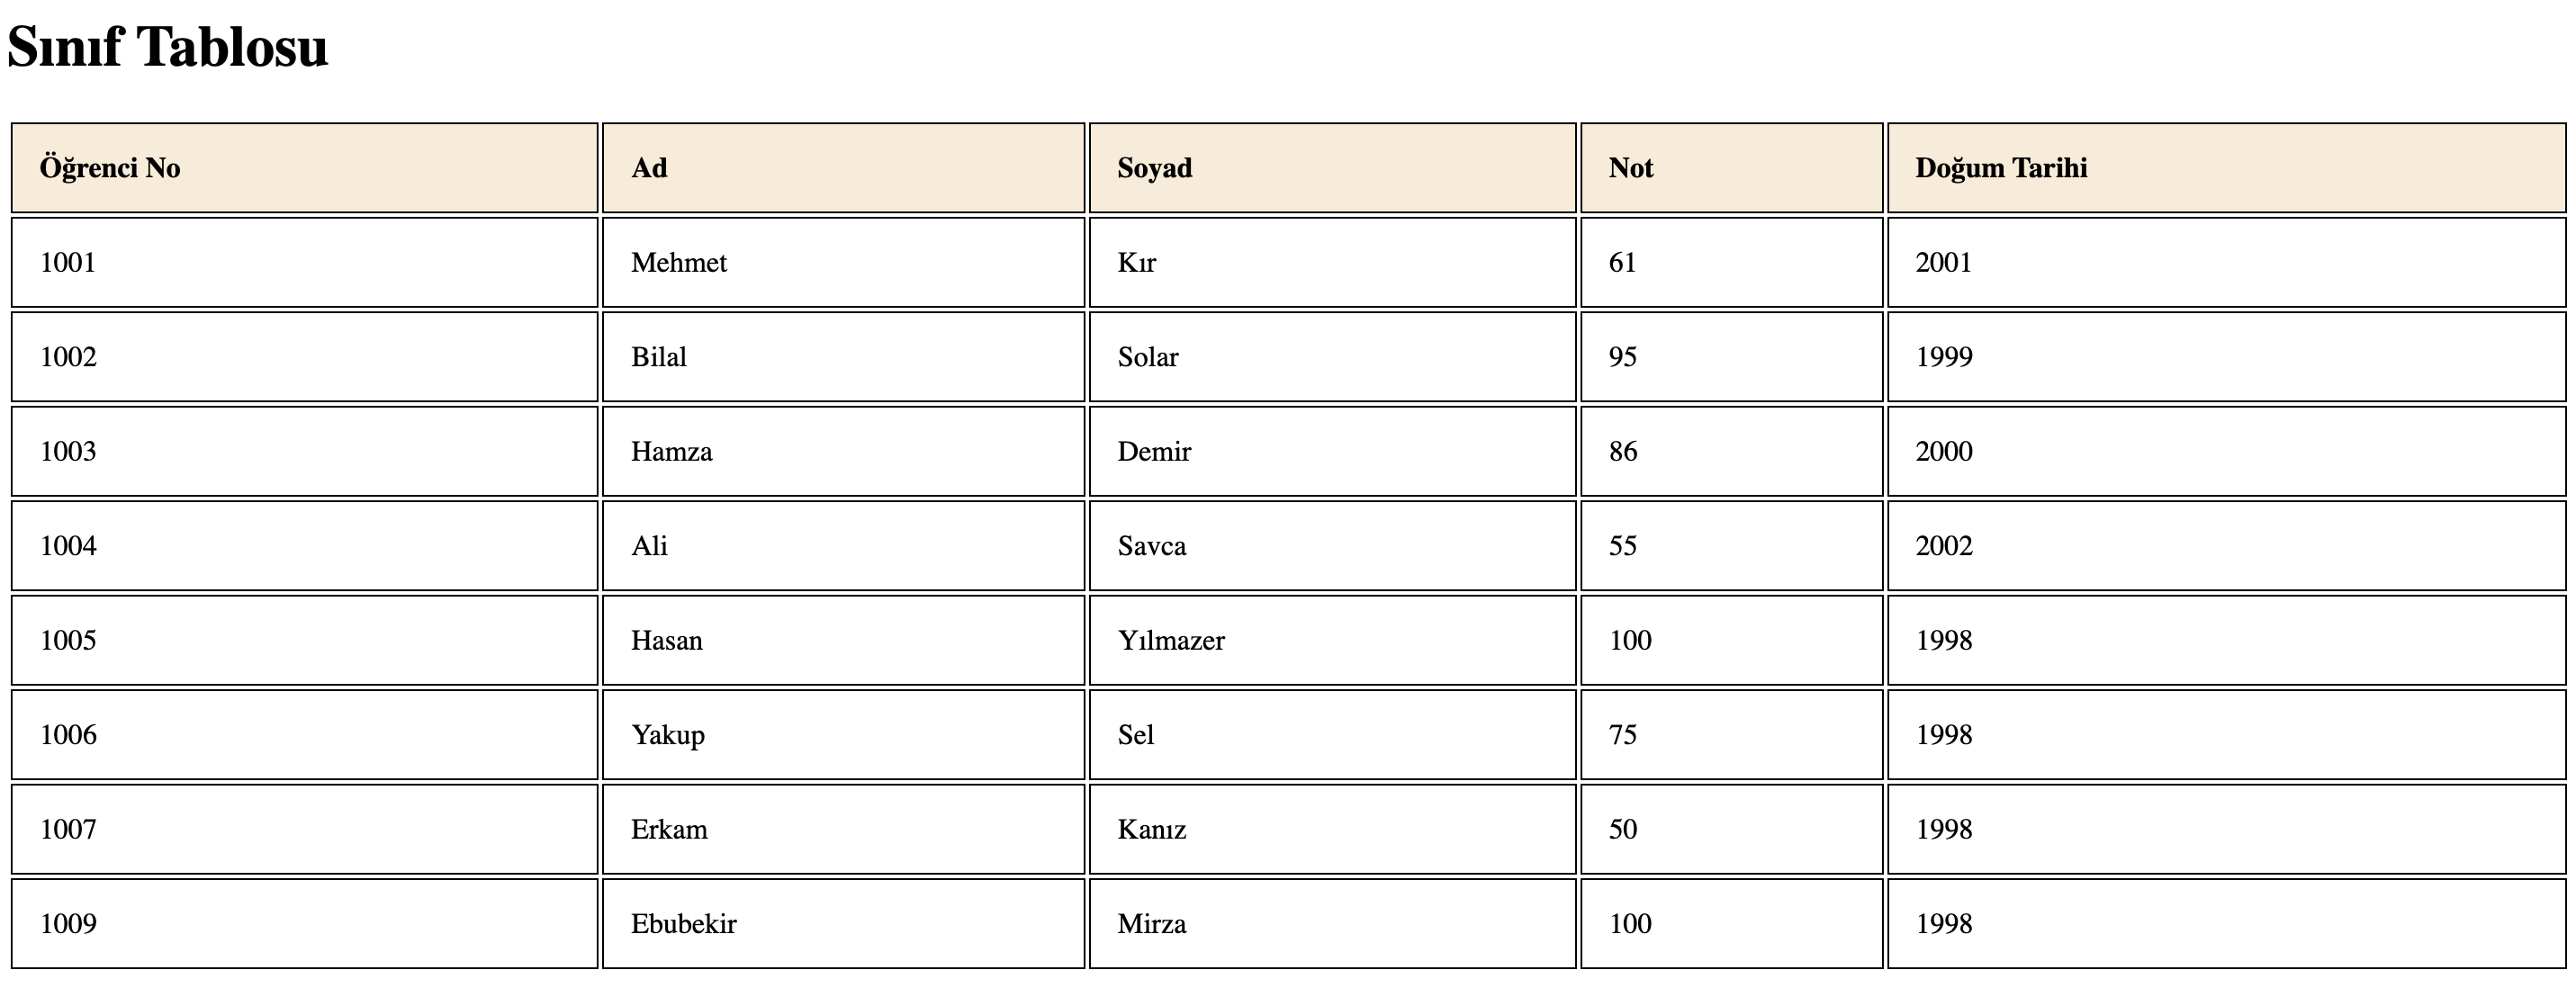 Sınıf Tablosu
Öğrenci No Ad Soyad Not Doğum Tarihi
1001 Mehmet Kır 61 2001
1002 Bilal Solar 95 1999
1003 Hamza Demir 86 2000
1004 Ali Savca 55 2002
1005 Hasan Yılmazer 100 1998
1006 Yakup Sel 75 1998
1007 Erkam Kanız 50 1998
1009 Ebubekir Mirza 100 1998